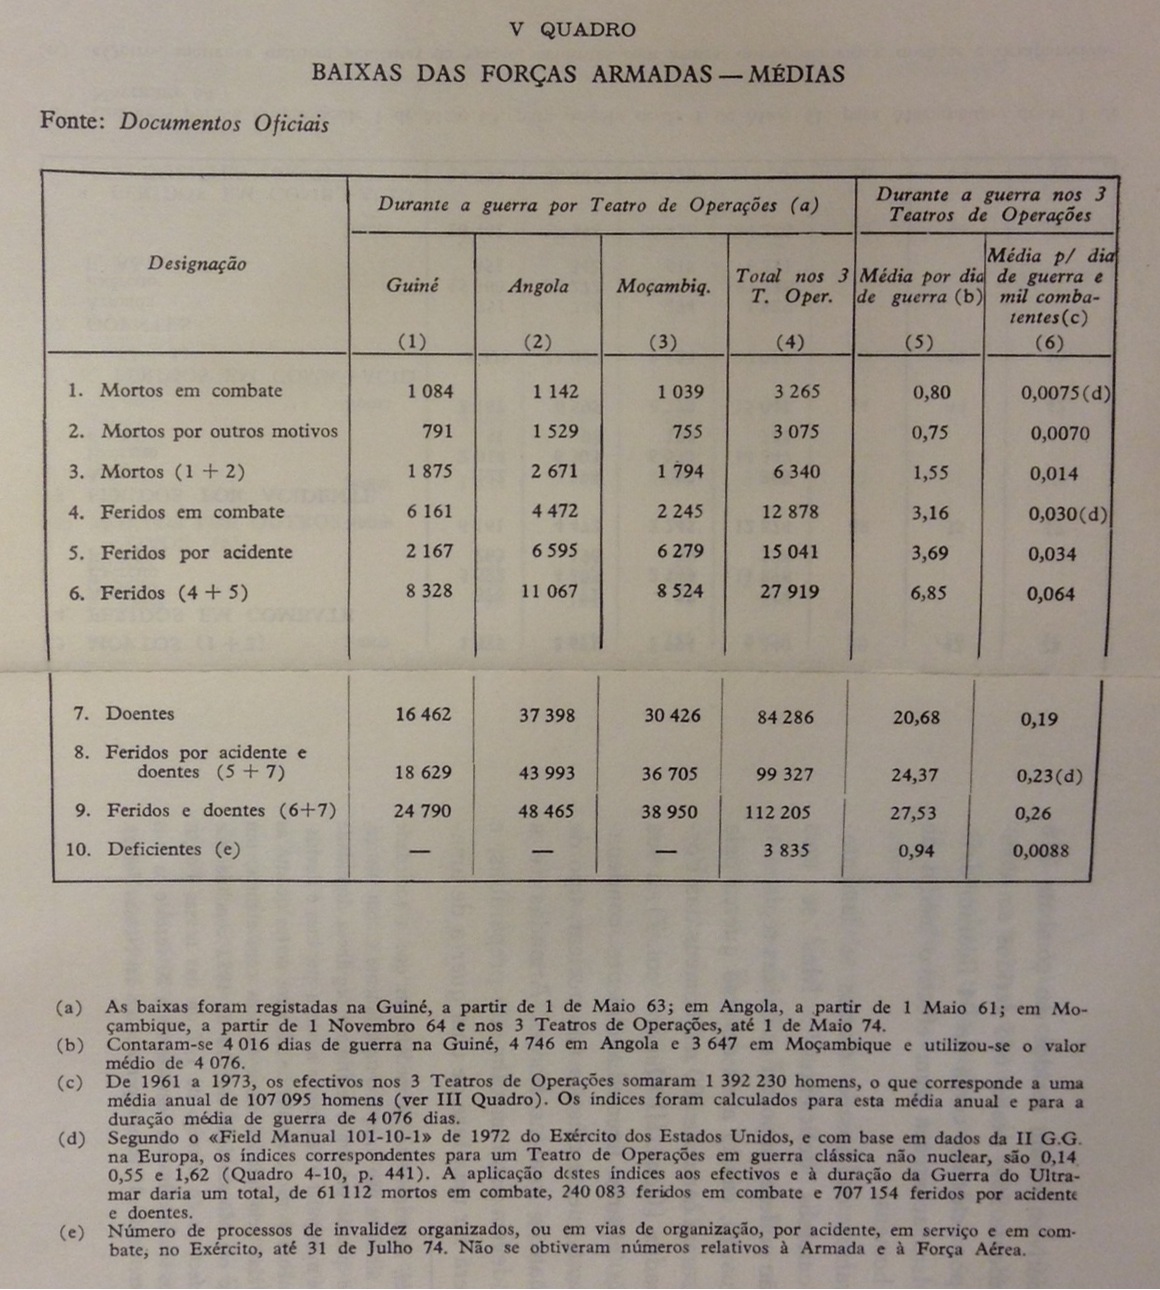 V QUADRO
BAIXAS DAS FORÇAS ARMADAS — MÉDIAS
Fonte: Documentos Oficiais
Designação
Durante a guerra por Teatro de Operações (a)
Durante a guerra nos 3
Teatros de Operações
Guiné
(1)
Angola
(2)
Moçambiq.
(3)
Total nos 3
T. Oper.
(4)
Média por dia
de guerra (b)
(5)
Média p/ dia
de guerra e
mil comba-
tentes (c)
(6)
1. Mortos em combate 1 084 1 142 1 039 3 265 0,80 0,0075 (d)
2. Mortos por outros motivos 791 1 529 755 3 075 0,75 0,0070
3. Mortos (1 + 2) 1 875 2 671 1 794 6 340 1,55 0,014
4. Feridos em combate 6 161 4 472 2 245 12 878 3,16 0,030 (d)
5. Feridos por acidente 2 167 6 595 6 279 15 041 3,69 0,034
6. Feridos (4 + 5) 8 328 11 067 8 524 27 919 6,85 0,064
7. Doentes 16 462 37 398 30 426 84 286 20,68 0,19
8. Feridos por acidente e
doentes (5 + 7) 18 629 43 993 36 705 99 327 24,37 0,23 (d)
9. Feridos e doentes (6+7) 24 790 48 465 38 950 112 205 27,53 0,26
10. Deficientes (e) — — — 3 835 0,94 0,0088
(a) As baixas foram registadas na Guiné, a partir de 1 de Maio 63; em Angola, a partir de 1 Maio 61; em Mo-
çambique, a partir de 1 Novembro 64 e nos 3 Teatros de Operações, até 1 de Maio 74.
(b) Contaram-se 4 016 dias de guerra na Guiné, 4 746 em Angola e 3 647 em Moçambique e utilizou-se o valor
médio de 4 076.
(c) De 1961 a 1973, os efectivos nos 3 Teatros de Operações somaram 1 392 230 homens, o que corresponde a uma
média anual de 107 095 homens (ver III Quadro). Os índices foram calculados para esta média anual e para a
duração média de guerra de 4 076 dias.
(d) Segundo o «Field Manual 101-10-1» de 1972 do Exército dos Estados Unidos, e com base em dados da II G.G.
na Europa, os índices correspondentes para um Teatro de Operações em guerra clássica não nuclear, são 0,14
0,55 e 1,62 (Quadro 4-10, p. 441). A aplicação destes índices aos efectivos e à duração da Guerra do Ultra-
mar daria um total, de 61 112 mortos em combate, 240 083 feridos em combate e 707 154 feridos por acidente
e doentes.
(e) Número de processos de invalidez organizados, ou em vias de organização, por acidente, em serviço e em com-
bate, no Exército, até 31 de Julho 74. Não se obtiveram números relativos à Armada e à Força Aérea.